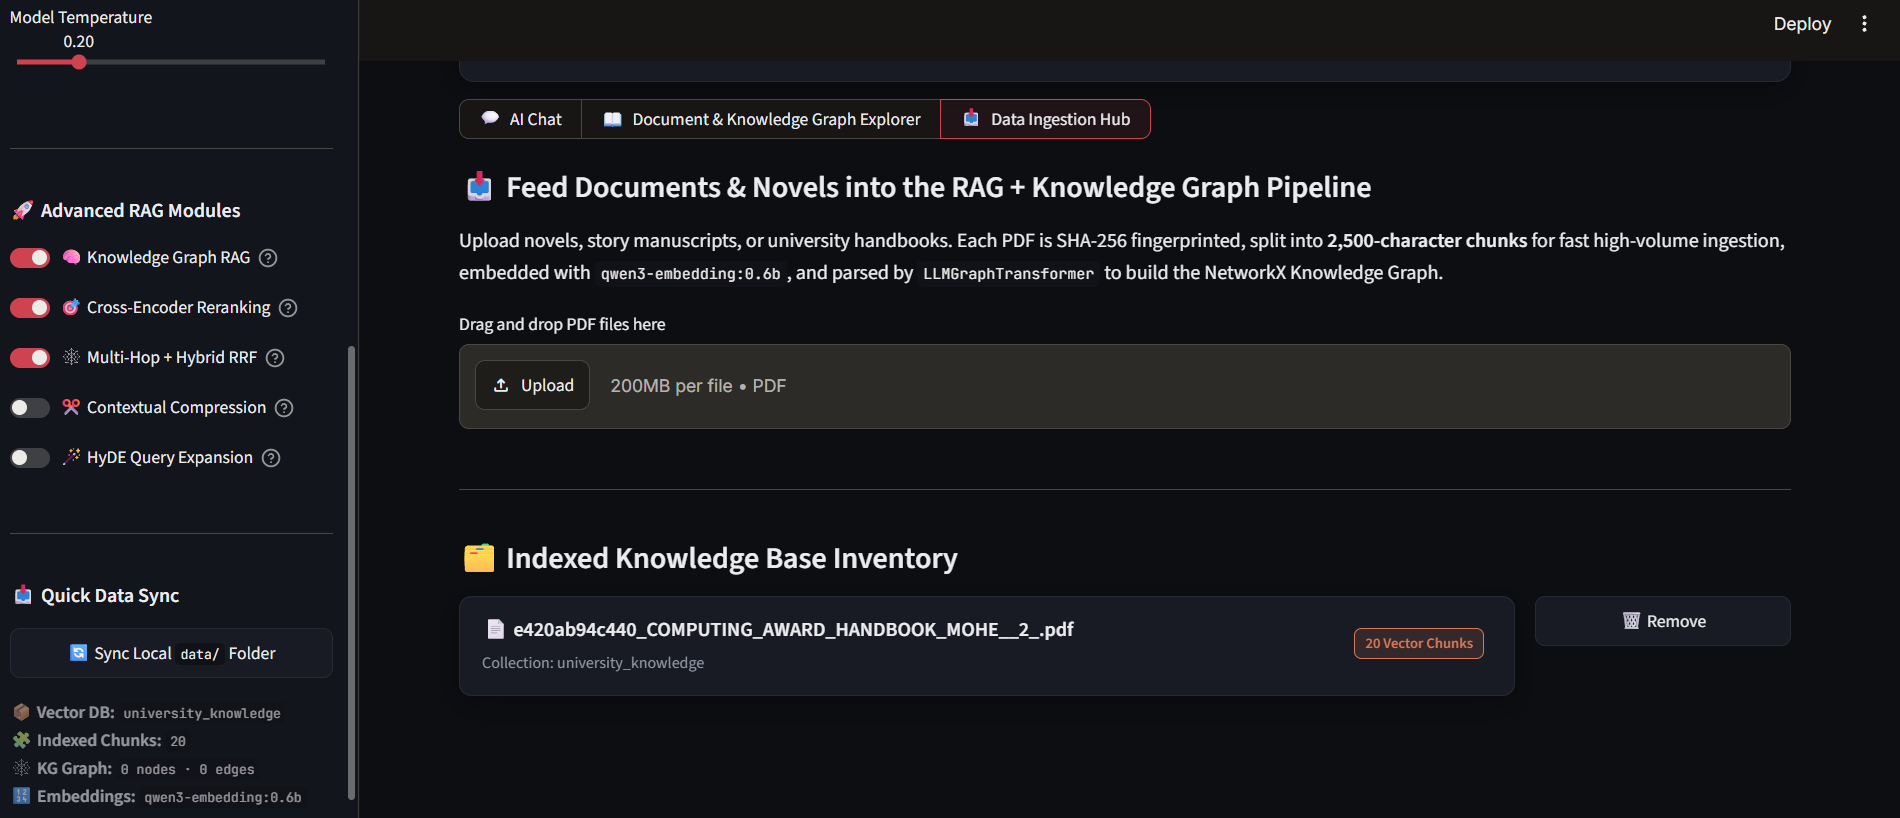 Model Temperature
0.20
🚀 Advanced RAG Modules
🧠 Knowledge Graph RAG
🎯 Cross-Encoder Reranking
🕸️ Multi-Hop + Hybrid RRF
✂️ Contextual Compression
🪄 HyDE Query Expansion
📥 Quick Data Sync
🔄 Sync Local data/ Folder
📦 Vector DB: university_knowledge
🧩 Indexed Chunks: 20
🕸️ KG Graph: 0 nodes · 0 edges
🔢 Embeddings: qwen3-embedding:0.6b
Deploy
💬 AI Chat
📖 Document & Knowledge Graph Explorer
📥 Data Ingestion Hub
📥 Feed Documents & Novels into the RAG + Knowledge Graph Pipeline
Upload novels, story manuscripts, or university handbooks. Each PDF is SHA-256 fingerprinted, split into 2,500-character chunks for fast high-volume ingestion,
embedded with qwen3-embedding:0.6b , and parsed by LLMGraphTransformer to build the NetworkX Knowledge Graph.
Drag and drop PDF files here
Upload
200MB per file • PDF
🗂️ Indexed Knowledge Base Inventory
📄 e420ab94c440_COMPUTING_AWARD_HANDBOOK_MOHE__2_.pdf
Collection: university_knowledge
20 Vector Chunks
🗑️ Remove